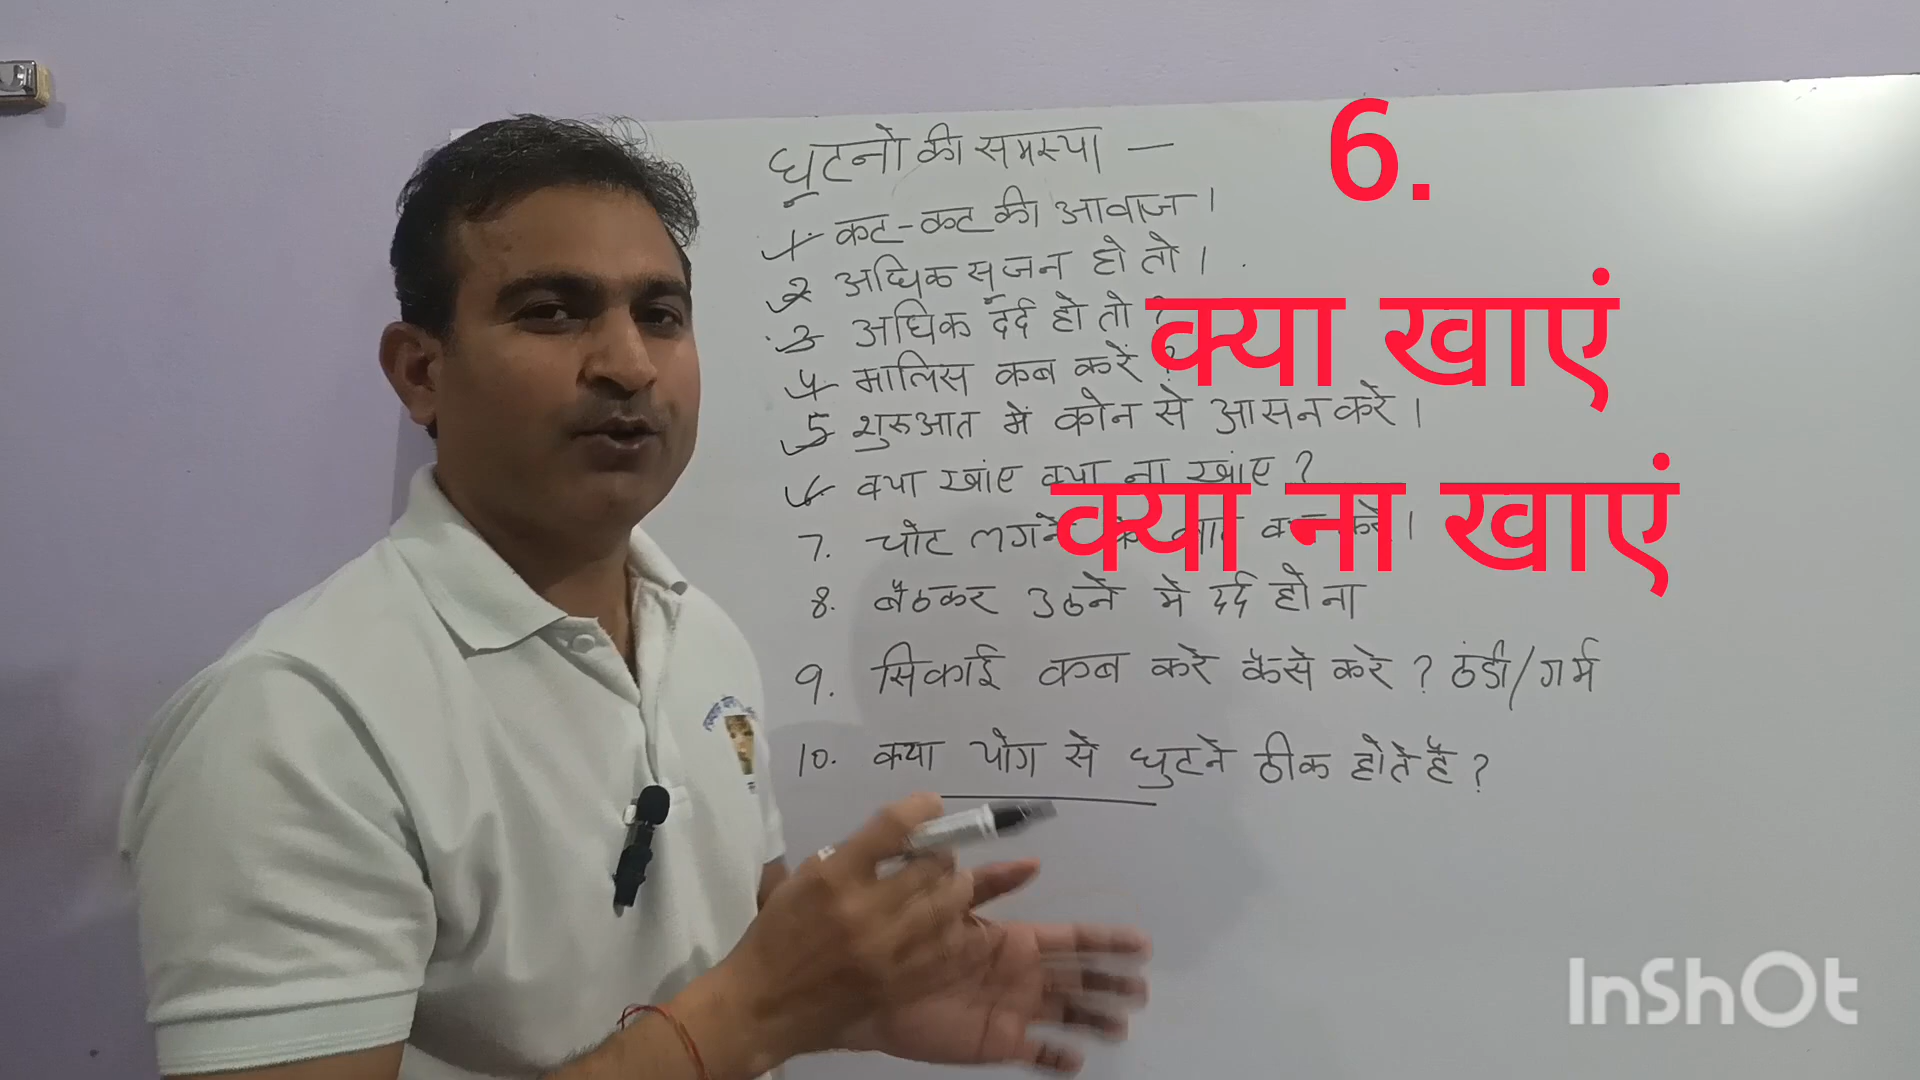 घुटनो की समस्या —
1 कट-कट की आवाज।
2 अधिक सूजन हो तो।
3 अधिक दर्द हो तो ?
4 मालिस कब करें ?
5 शुरुआत में कोन से आसन करें।
6 क्या खांए क्या ना खांए ?
7. चोट लगने के बाद क्या करें।
8. बैठकर उठने में दर्द होना
9. सिकाई कब करे कैसे करे ? ठंडी/गर्म
10. क्या योग से घुटने ठीक होते है ?
6.
क्या खाएं
क्या ना खाएं
InShOt